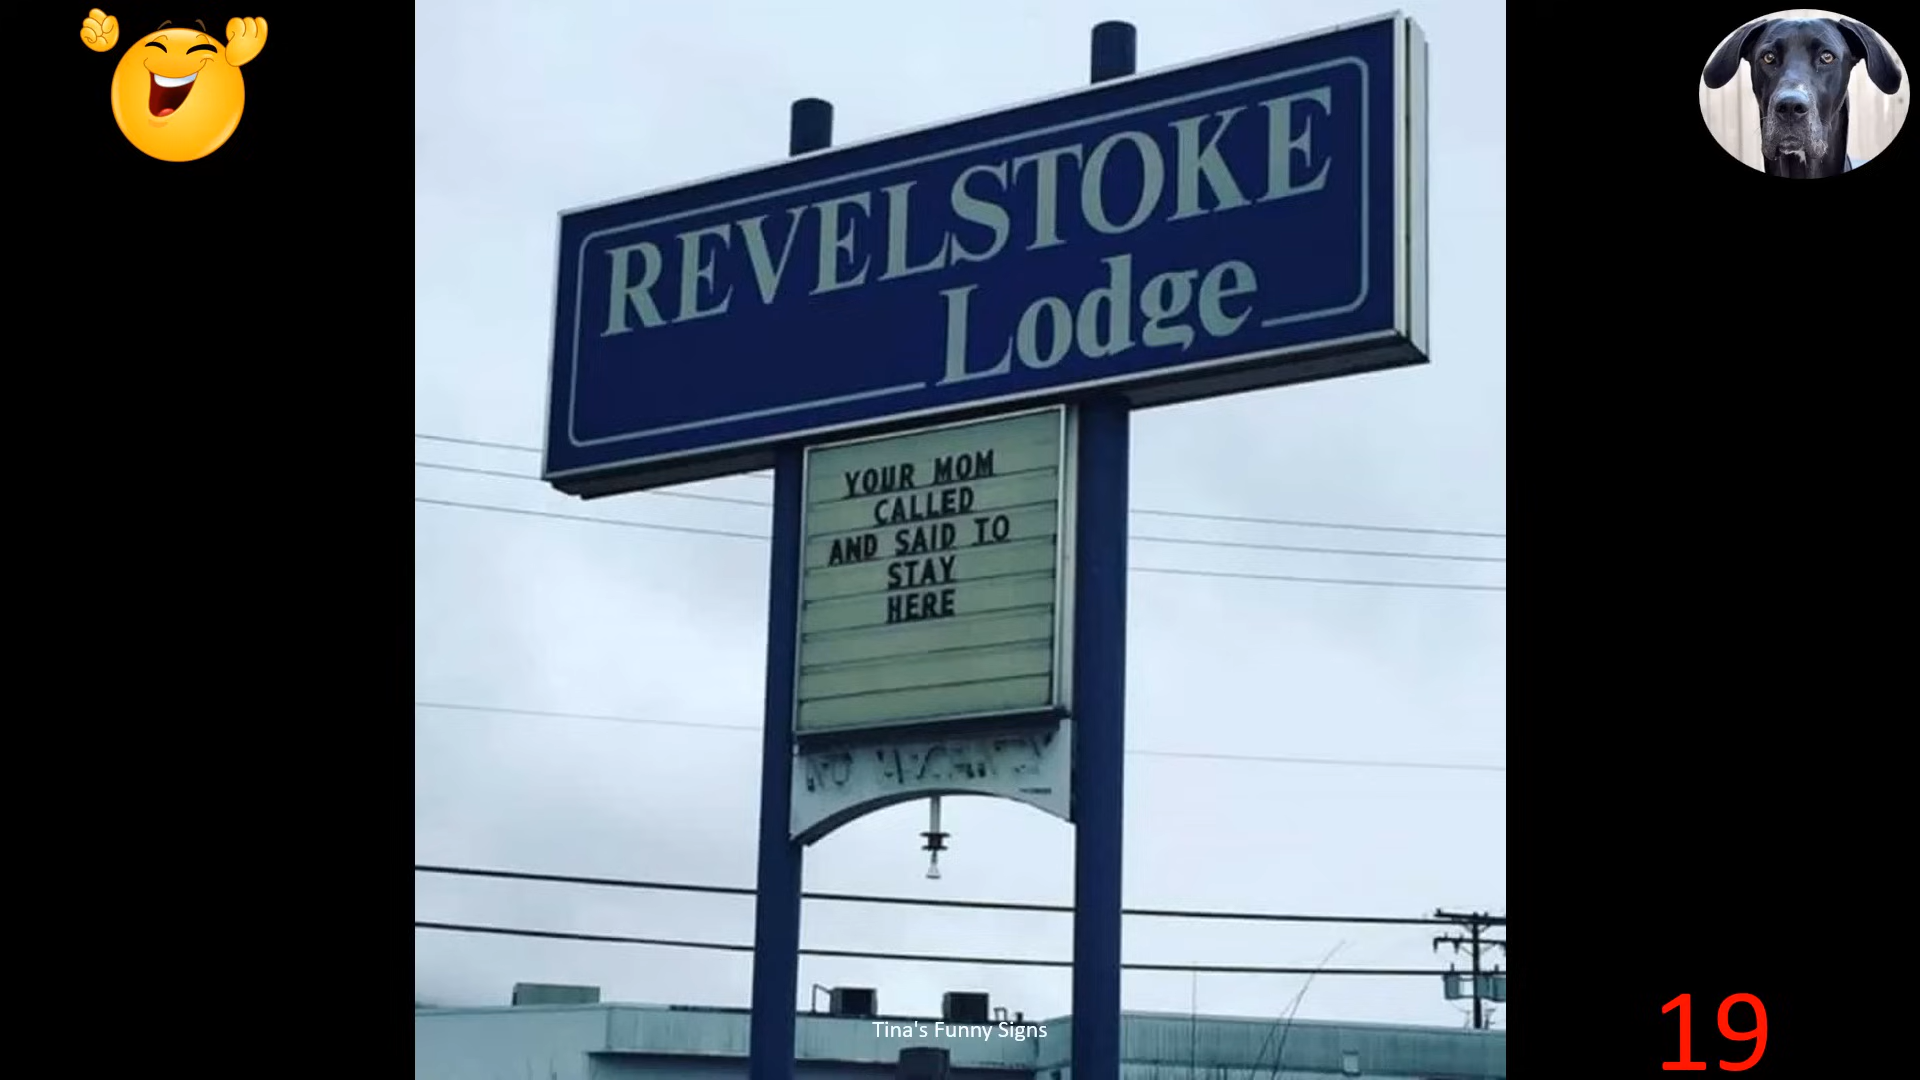 REVELSTOKE
Lodge
YOUR MOM
CALLED
AND SAID TO
STAY
HERE
Tina's Funny Signs
19